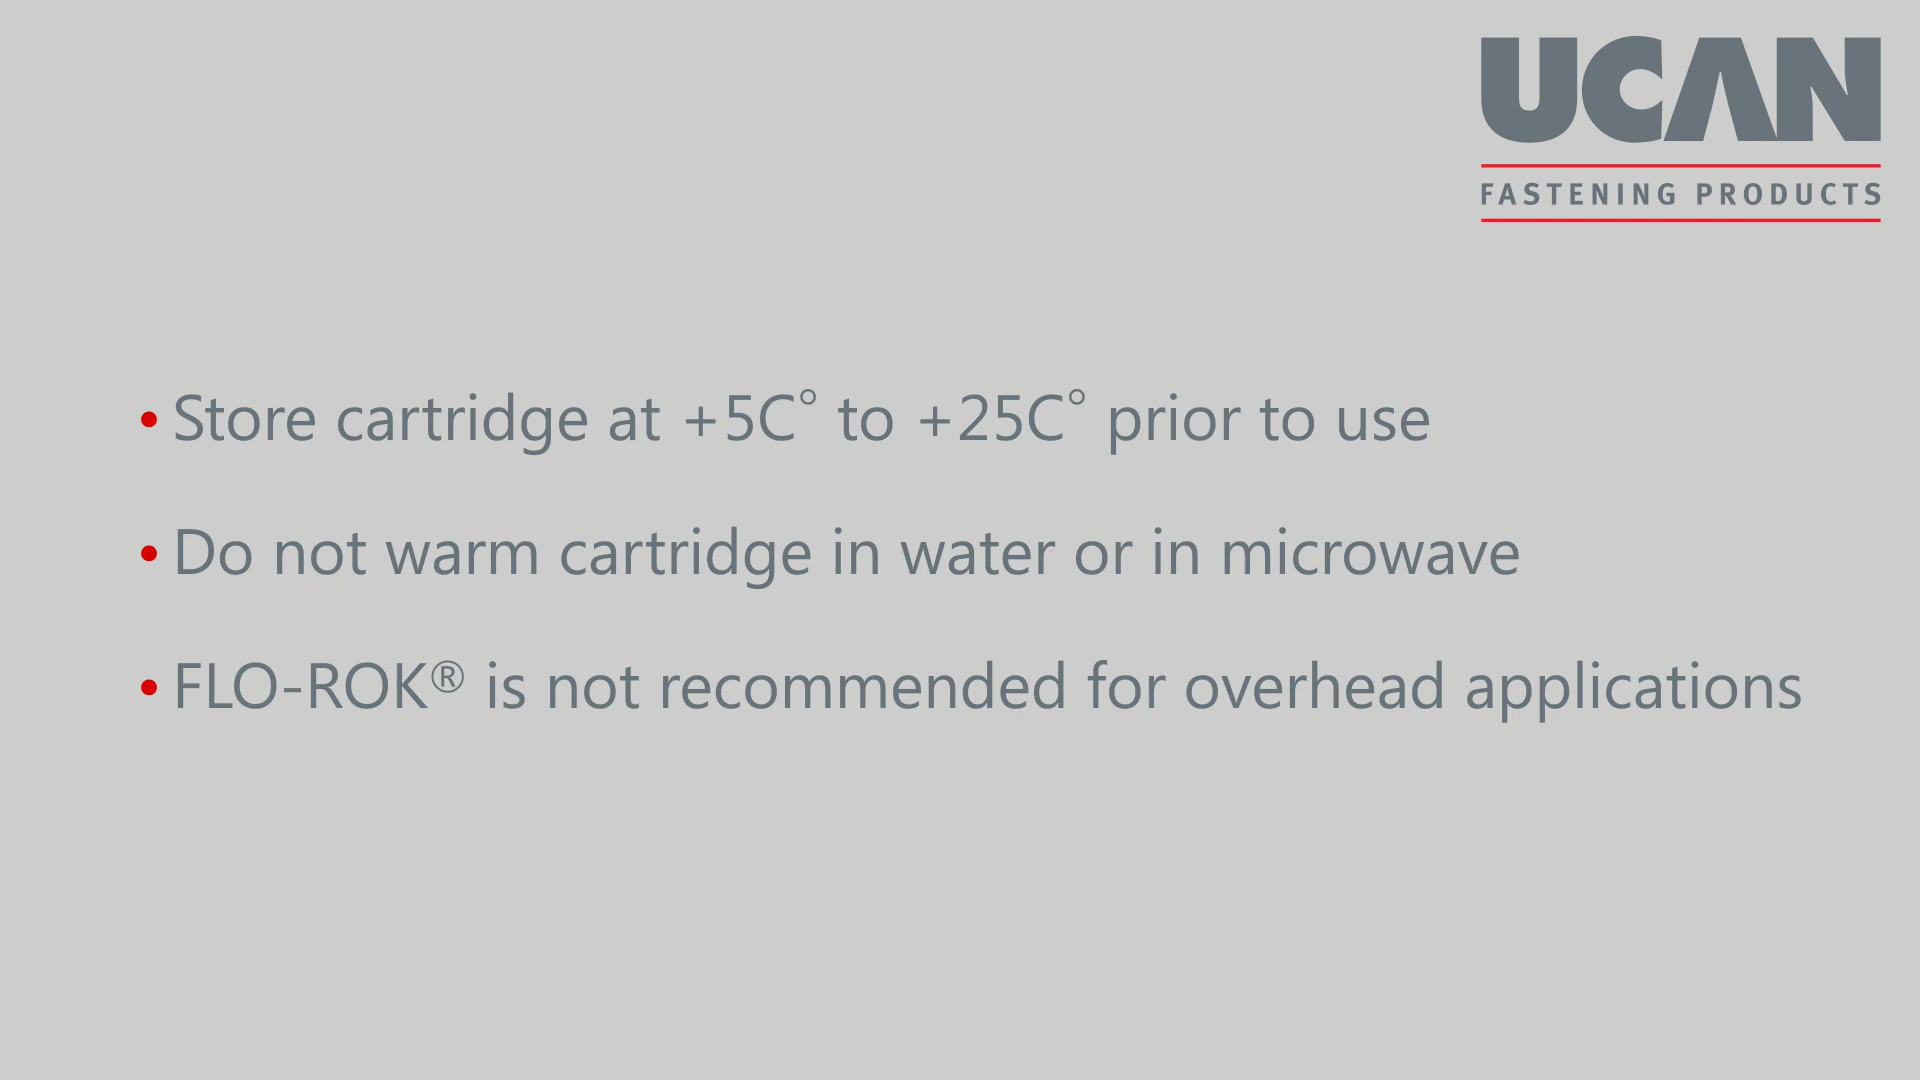 UCAN
FASTENING PRODUCTS
• Store cartridge at +5C° to +25C° prior to use
• Do not warm cartridge in water or in microwave
• FLO-ROK® is not recommended for overhead applications